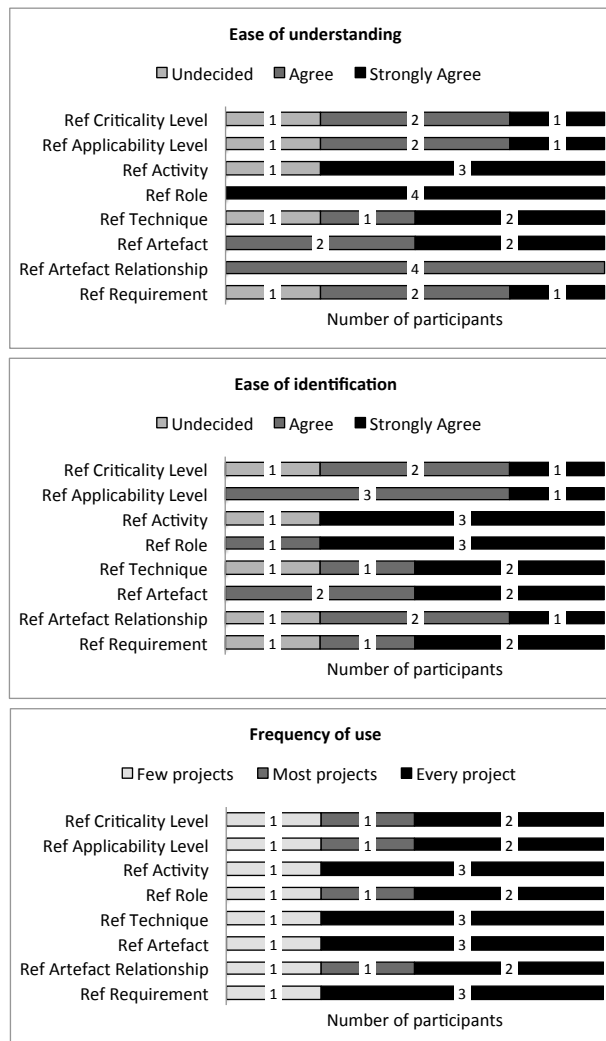 Ease of understanding
Undecided Agree Strongly Agree
Ref Criticality Level 1 2 1
Ref Applicability Level 1 2 1
Ref Activity 1 3
Ref Role 4
Ref Technique 1 1 2
Ref Artefact 2 2
Ref Artefact Relationship 4
Ref Requirement 1 2 1
Number of participants
Ease of identification
Undecided Agree Strongly Agree
Ref Criticality Level 1 2 1
Ref Applicability Level 3 1
Ref Activity 1 3
Ref Role 1 3
Ref Technique 1 1 2
Ref Artefact 2 2
Ref Artefact Relationship 1 2 1
Ref Requirement 1 1 2
Number of participants
Frequency of use
Few projects Most projects Every project
Ref Criticality Level 1 1 2
Ref Applicability Level 1 1 2
Ref Activity 1 3
Ref Role 1 1 2
Ref Technique 1 3
Ref Artefact 1 3
Ref Artefact Relationship 1 1 2
Ref Requirement 1 3
Number of participants